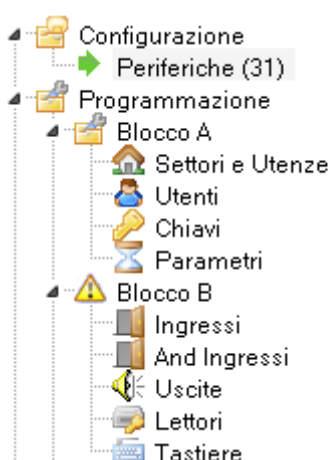 Configurazione
Periferiche (31)
Programmazione
Blocco A
Settori e Utenze
Utenti
Chiavi
Parametri
Blocco B
Ingressi
And Ingressi
Uscite
Lettori
Tastiere